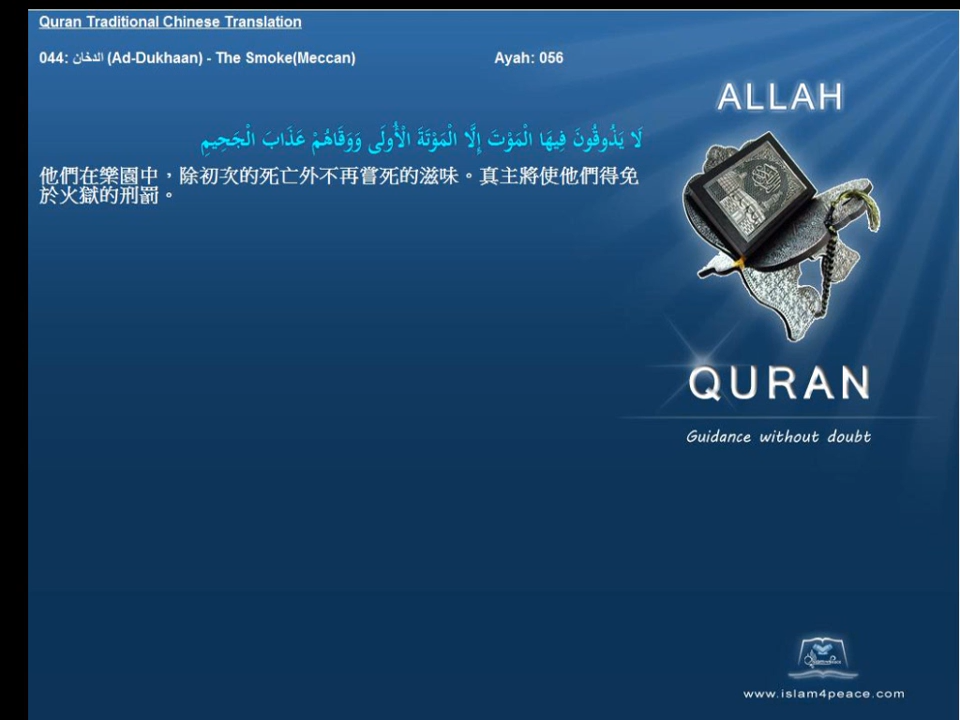 Quran Traditional Chinese Translation
044: الدخان (Ad-Dukhaan) - The Smoke(Meccan) Ayah: 056
لَا يَذُوقُونَ فِيهَا الْمَوْتَ إِلَّا الْمَوْتَةَ الْأُولَى وَوَقَاهُمْ عَذَابَ الْجَحِيمِ
他們在樂園中，除初次的死亡外不再嘗死的滋味。真主將使他們得免
於火獄的刑罰。
ALLAH
QURAN
Guidance without doubt
www.islam4peace.com